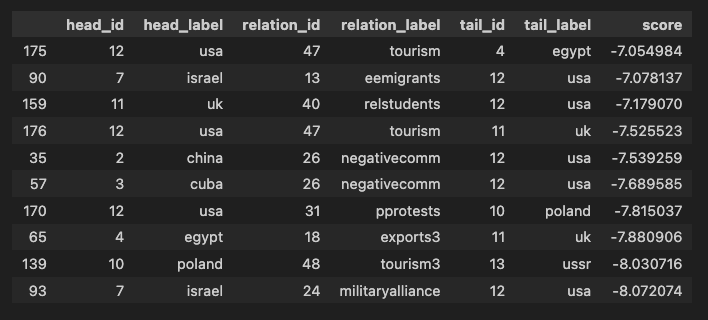 head_id head_label relation_id relation_label tail_id tail_label score
175 12 usa 47 tourism 4 egypt -7.054984
90 7 israel 13 eemigrants 12 usa -7.078137
159 11 uk 40 relstudents 12 usa -7.179070
176 12 usa 47 tourism 11 uk -7.525523
35 2 china 26 negativecomm 12 usa -7.539259
57 3 cuba 26 negativecomm 12 usa -7.689585
170 12 usa 31 pprotests 10 poland -7.815037
65 4 egypt 18 exports3 11 uk -7.880906
139 10 poland 48 tourism3 13 ussr -8.030716
93 7 israel 24 militaryalliance 12 usa -8.072074